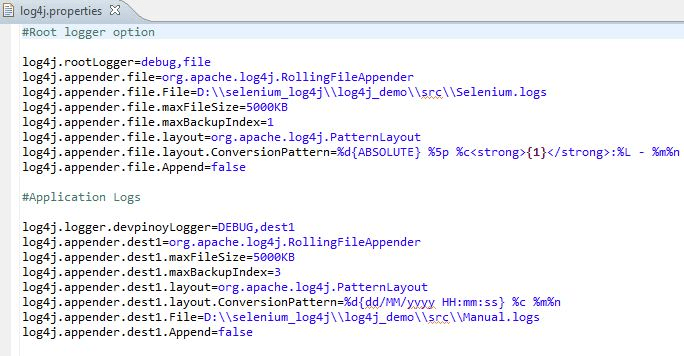 log4j.properties
#Root logger option
log4j.rootLogger=debug,file
log4j.appender.file=org.apache.log4j.RollingFileAppender
log4j.appender.file.File=D:\\selenium_log4j\\log4j_demo\\src\\Selenium.logs
log4j.appender.file.maxFileSize=5000KB
log4j.appender.file.maxBackupIndex=1
log4j.appender.file.layout=org.apache.log4j.PatternLayout
log4j.appender.file.layout.ConversionPattern=%d{ABSOLUTE} %5p %c<strong>{1}</strong>:%L - %m%n
log4j.appender.file.Append=false
#Application Logs
log4j.logger.devpinoyLogger=DEBUG,dest1
log4j.appender.dest1=org.apache.log4j.RollingFileAppender
log4j.appender.dest1.maxFileSize=5000KB
log4j.appender.dest1.maxBackupIndex=3
log4j.appender.dest1.layout=org.apache.log4j.PatternLayout
log4j.appender.dest1.layout.ConversionPattern=%d{dd/MM/yyyy HH:mm:ss} %c %m%n
log4j.appender.dest1.File=D:\\selenium_log4j\\log4j_demo\\src\\Manual.logs
log4j.appender.dest1.Append=false